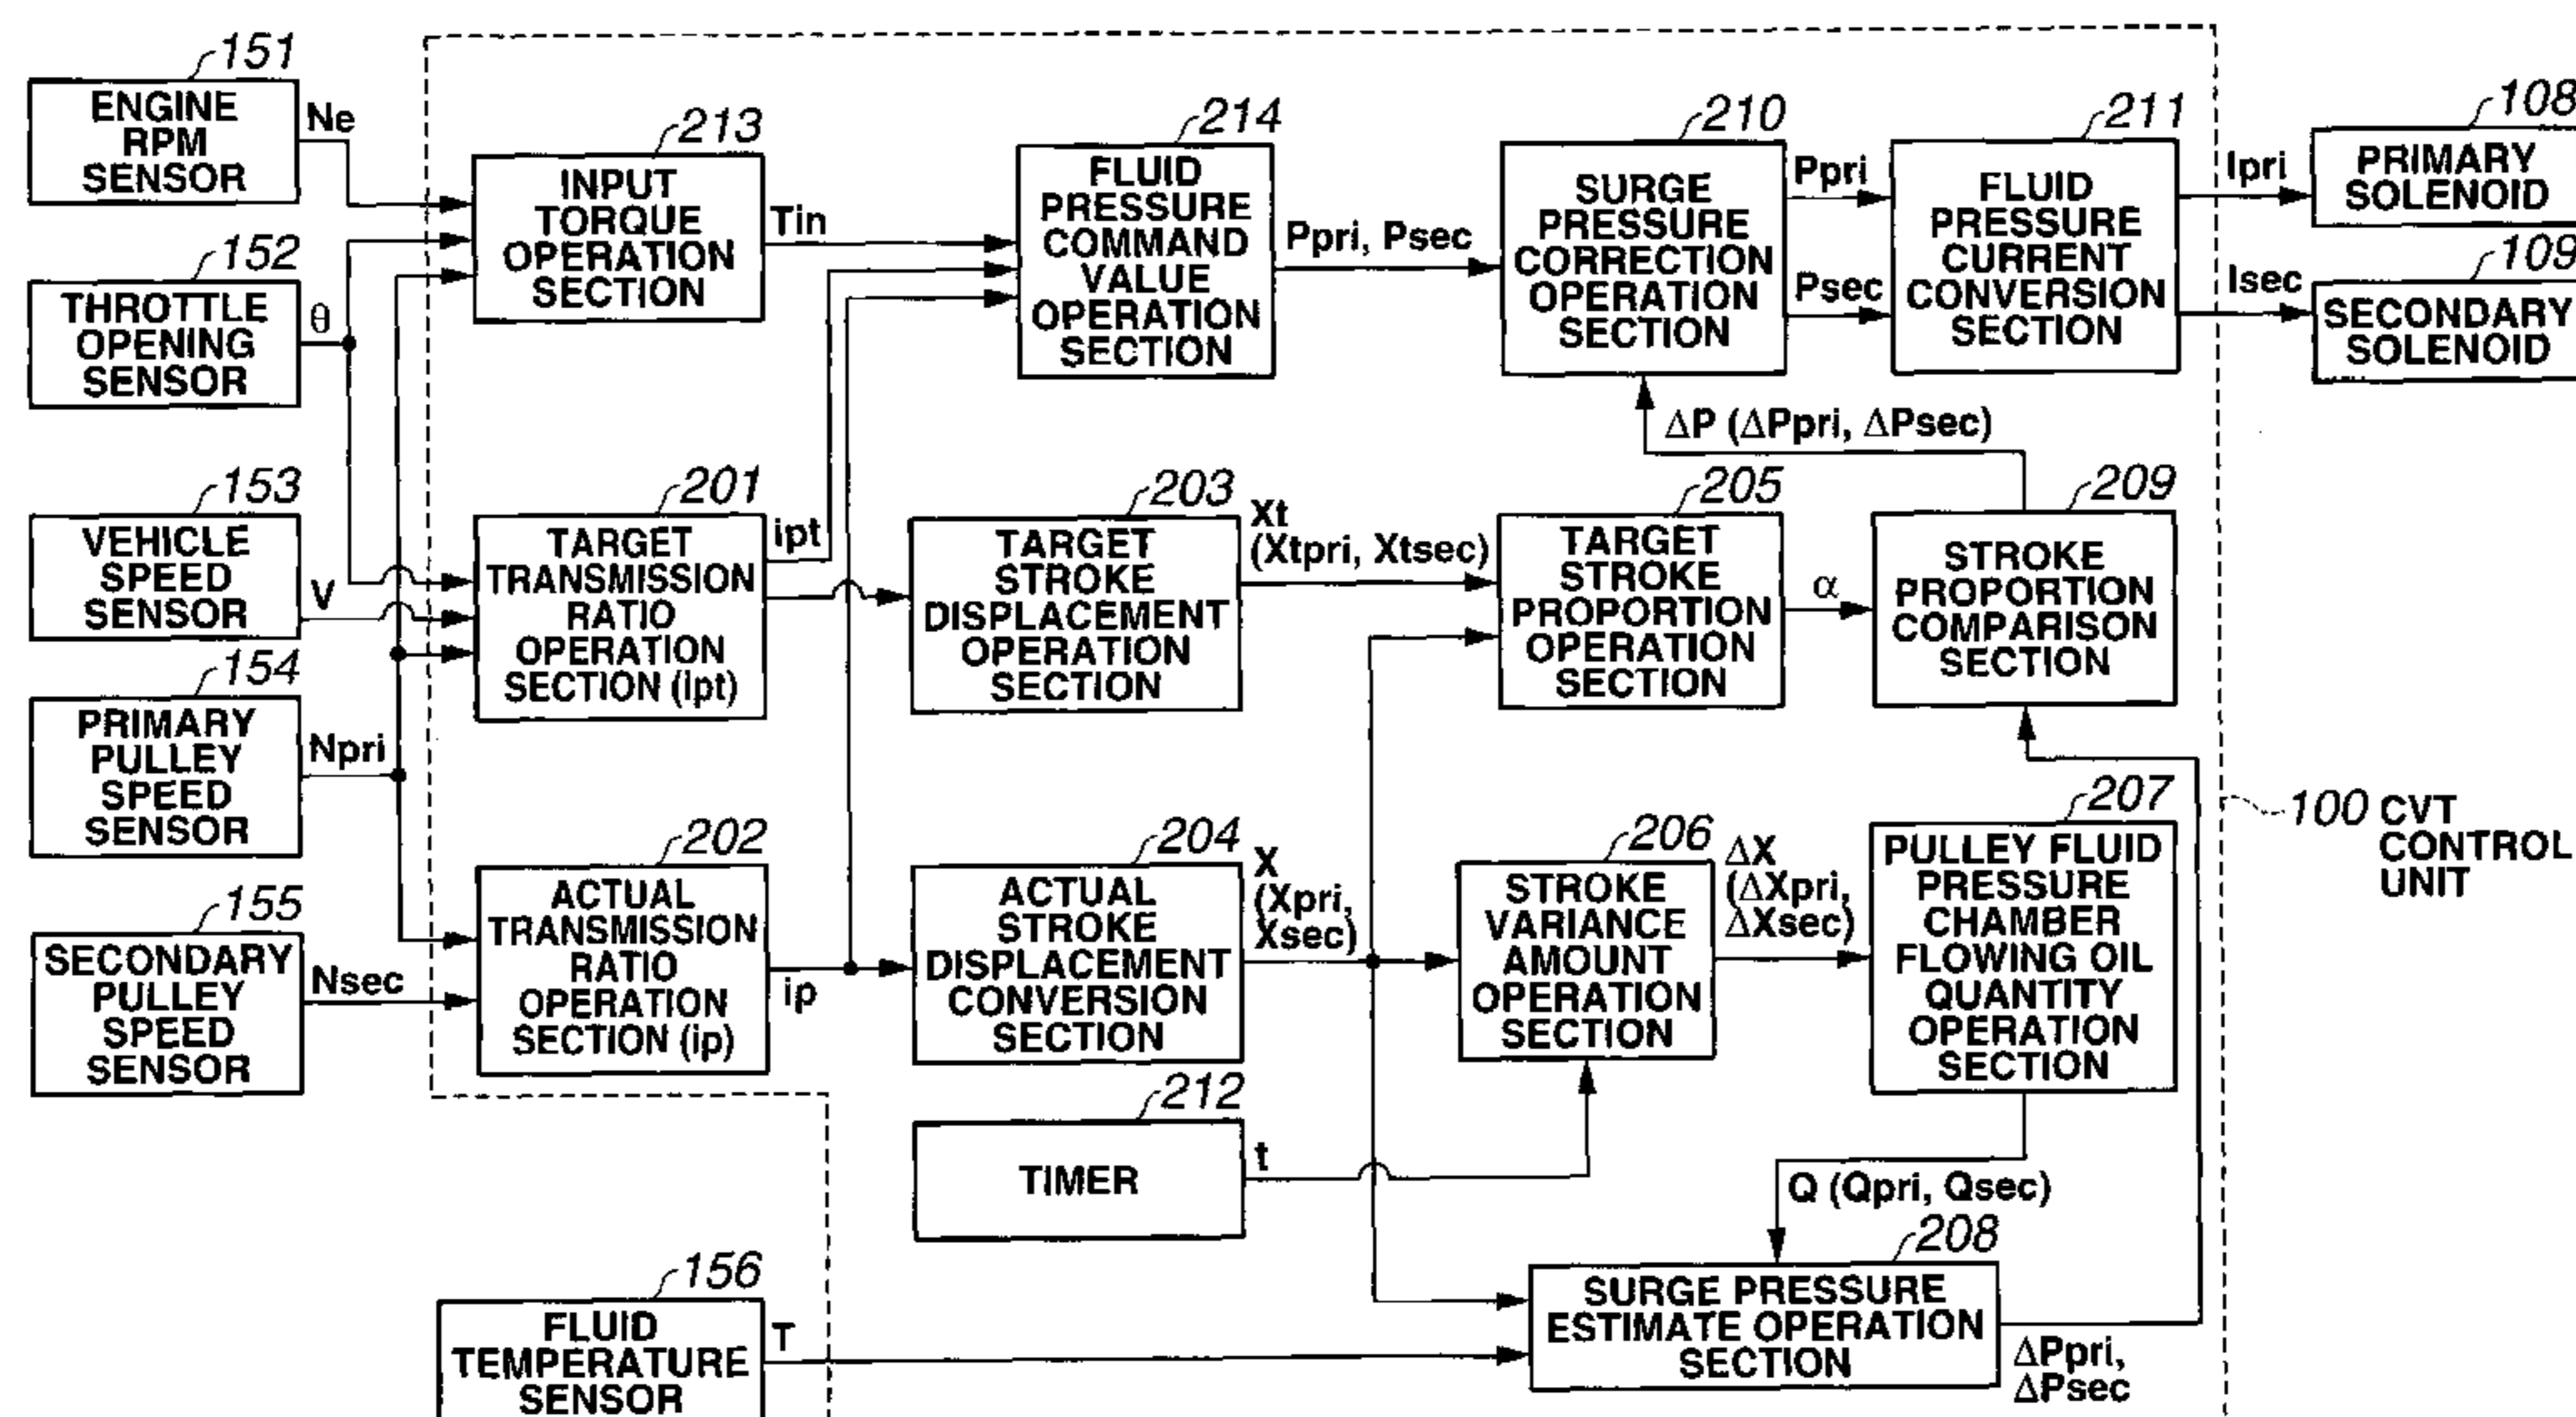 151
ENGINE
RPM
SENSOR
Ne
152
THROTTLE
OPENING
SENSOR
θ
153
VEHICLE
SPEED
SENSOR
V
154
PRIMARY
PULLEY
SPEED
SENSOR
Npri
155
SECONDARY
PULLEY
SPEED
SENSOR
Nsec
156
FLUID
TEMPERATURE
SENSOR
T
213
INPUT
TORQUE
OPERATION
SECTION
Tin
201
TARGET
TRANSMISSION
RATIO
OPERATION
SECTION (ipt)
ipt
202
ACTUAL
TRANSMISSION
RATIO
OPERATION
SECTION (ip)
ip
214
FLUID
PRESSURE
COMMAND
VALUE
OPERATION
SECTION
Ppri, Psec
203
TARGET
STROKE
DISPLACEMENT
OPERATION
SECTION
Xt
(Xtpri, Xtsec)
204
ACTUAL
STROKE
DISPLACEMENT
CONVERSION
SECTION
X
(Xpri,
Xsec)
212
TIMER
t
210
SURGE
PRESSURE
CORRECTION
OPERATION
SECTION
Ppri
Psec
ΔP (ΔPpri, ΔPsec)
205
TARGET
STROKE
PROPORTION
OPERATION
SECTION
α
206
STROKE
VARIANCE
AMOUNT
OPERATION
SECTION
ΔX
(ΔXpri,
ΔXsec)
211
FLUID
PRESSURE
CURRENT
CONVERSION
SECTION
Ipri
Isec
209
STROKE
PROPORTION
COMPARISON
SECTION
207
PULLEY FLUID
PRESSURE
CHAMBER
FLOWING OIL
QUANTITY
OPERATION
SECTION
Q (Qpri, Qsec)
208
SURGE PRESSURE
ESTIMATE OPERATION
SECTION
ΔPpri,
ΔPsec
108
PRIMARY
SOLENOID
109
SECONDARY
SOLENOID
100 CVT
CONTROL
UNIT